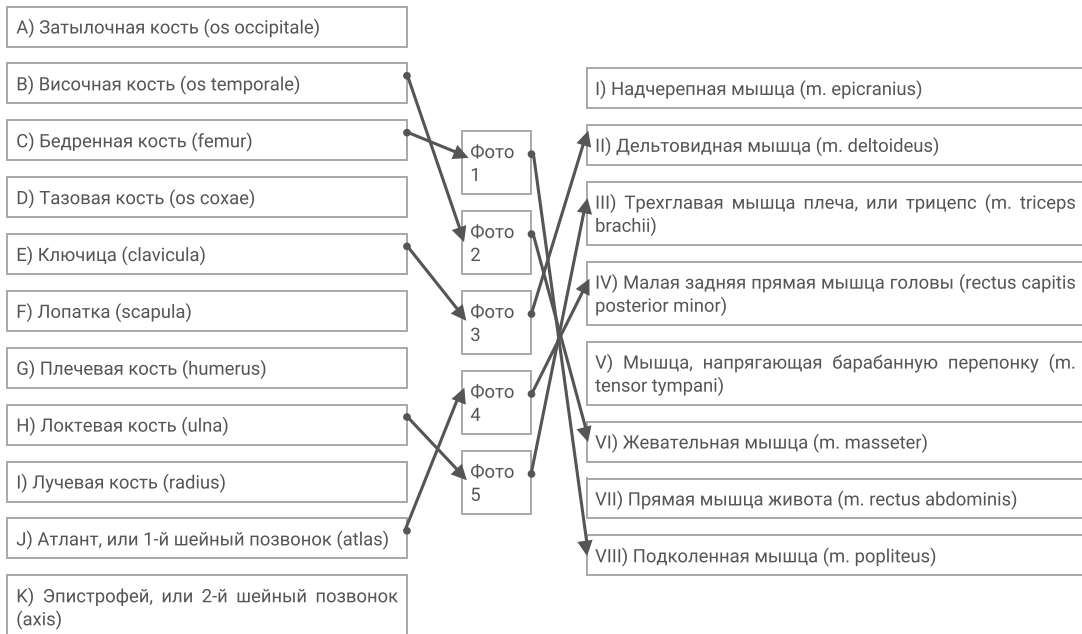 A) Затылочная кость (os occipitale)
B) Височная кость (os temporale)
C) Бедренная кость (femur)
D) Тазовая кость (os coxae)
E) Ключица (clavicula)
F) Лопатка (scapula)
G) Плечевая кость (humerus)
H) Локтевая кость (ulna)
I) Лучевая кость (radius)
J) Атлант, или 1-й шейный позвонок (atlas)
K) Эпистрофей, или 2-й шейный позвонок
(axis)
Фото
1
Фото
2
Фото
3
Фото
4
Фото
5
I) Надчерепная мышца (m. epicranius)
II) Дельтовидная мышца (m. deltoideus)
III) Трехглавая мышца плеча, или трицепс (m. triceps
brachii)
IV) Малая задняя прямая мышца головы (rectus capitis
posterior minor)
V) Мышца, напрягающая барабанную перепонку (m.
tensor tympani)
VI) Жевательная мышца (m. masseter)
VII) Прямая мышца живота (m. rectus abdominis)
VIII) Подколенная мышца (m. popliteus)